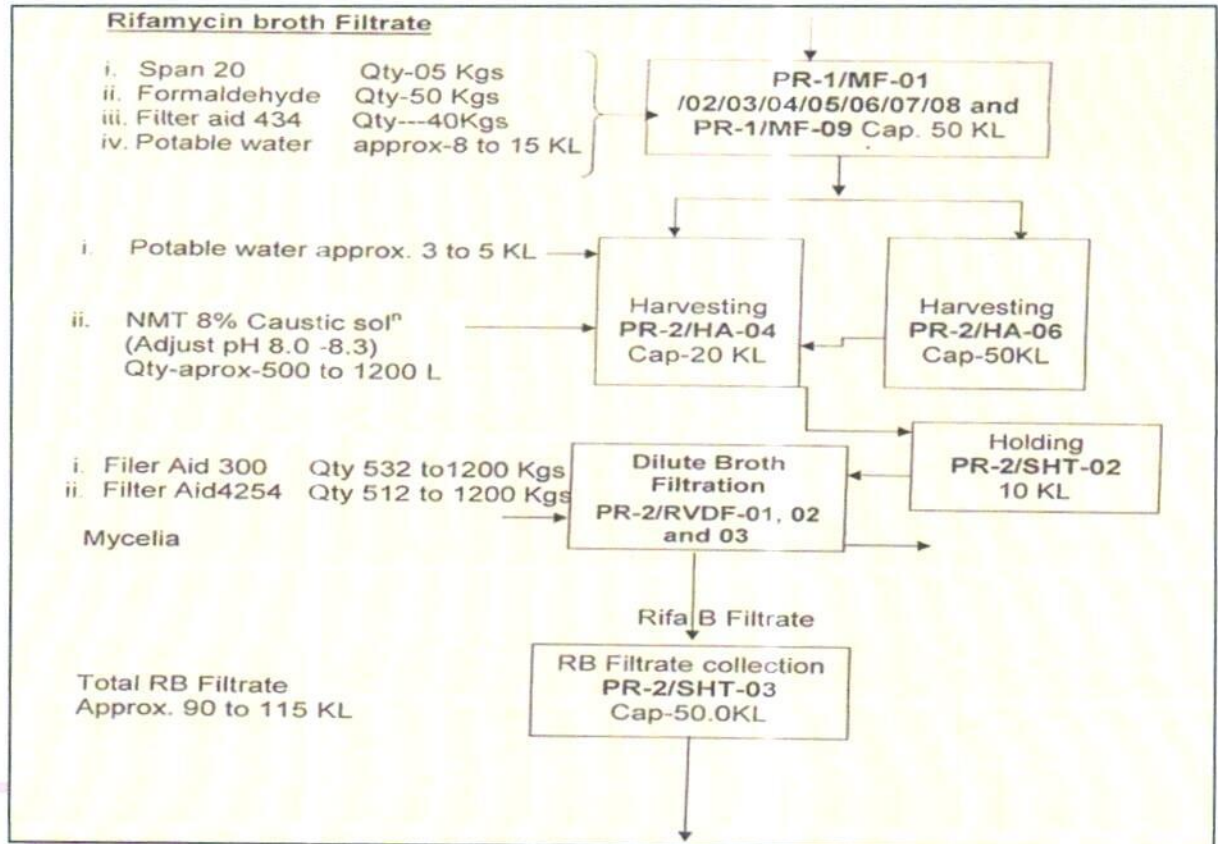 Rifamycin broth Filtrate
i. Span 20 Qty-05 Kgs
ii. Formaldehyde Qty-50 Kgs
iii. Filter aid 434 Qty---40Kgs
iv. Potable water approx-8 to 15 KL
PR-1/MF-01
/02/03/04/05/06/07/08 and
PR-1/MF-09 Cap. 50 KL
i. Potable water approx. 3 to 5 KL
ii. NMT 8% Caustic solⁿ
(Adjust pH 8.0 -8.3)
Qty-aprox-500 to 1200 L
Harvesting
PR-2/HA-04
Cap-20 KL
Harvesting
PR-2/HA-06
Cap-50KL
Holding
PR-2/SHT-02
10 KL
i. Filer Aid 300 Qty 532 to1200 Kgs
ii. Filter Aid4254 Qty 512 to 1200 Kgs
Mycelia
Dilute Broth
Filtration
PR-2/RVDF-01, 02
and 03
Rifa B Filtrate
RB Filtrate collection
PR-2/SHT-03
Cap-50.0KL
Total RB Filtrate
Approx. 90 to 115 KL